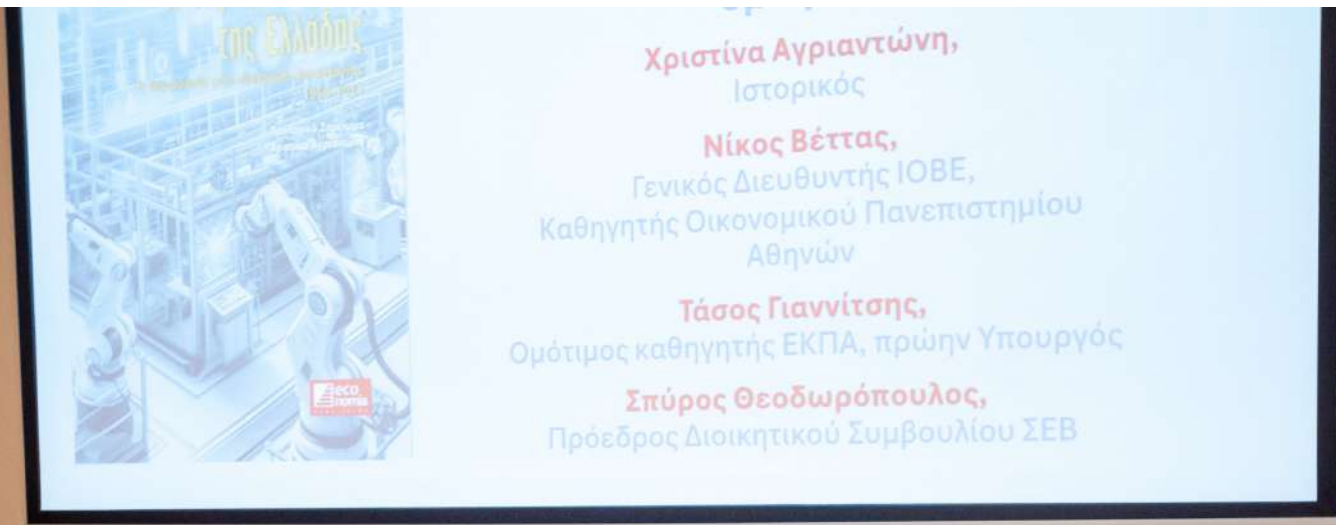 της Ελλάδας
Χριστίνα Αγριαντώνη,
Ιστορικός
Νίκος Βέττας,
Γενικός Διευθυντής ΙΟΒΕ,
Καθηγητής Οικονομικού Πανεπιστημίου
Αθηνών
Τάσος Γιαννίτσης,
Ομότιμος καθηγητής ΕΚΠΑ, πρώην Υπουργός
Σπύρος Θεοδωρόπουλος,
Πρόεδρος Διοικητικού Συμβουλίου ΣΕΒ
eco
nomia